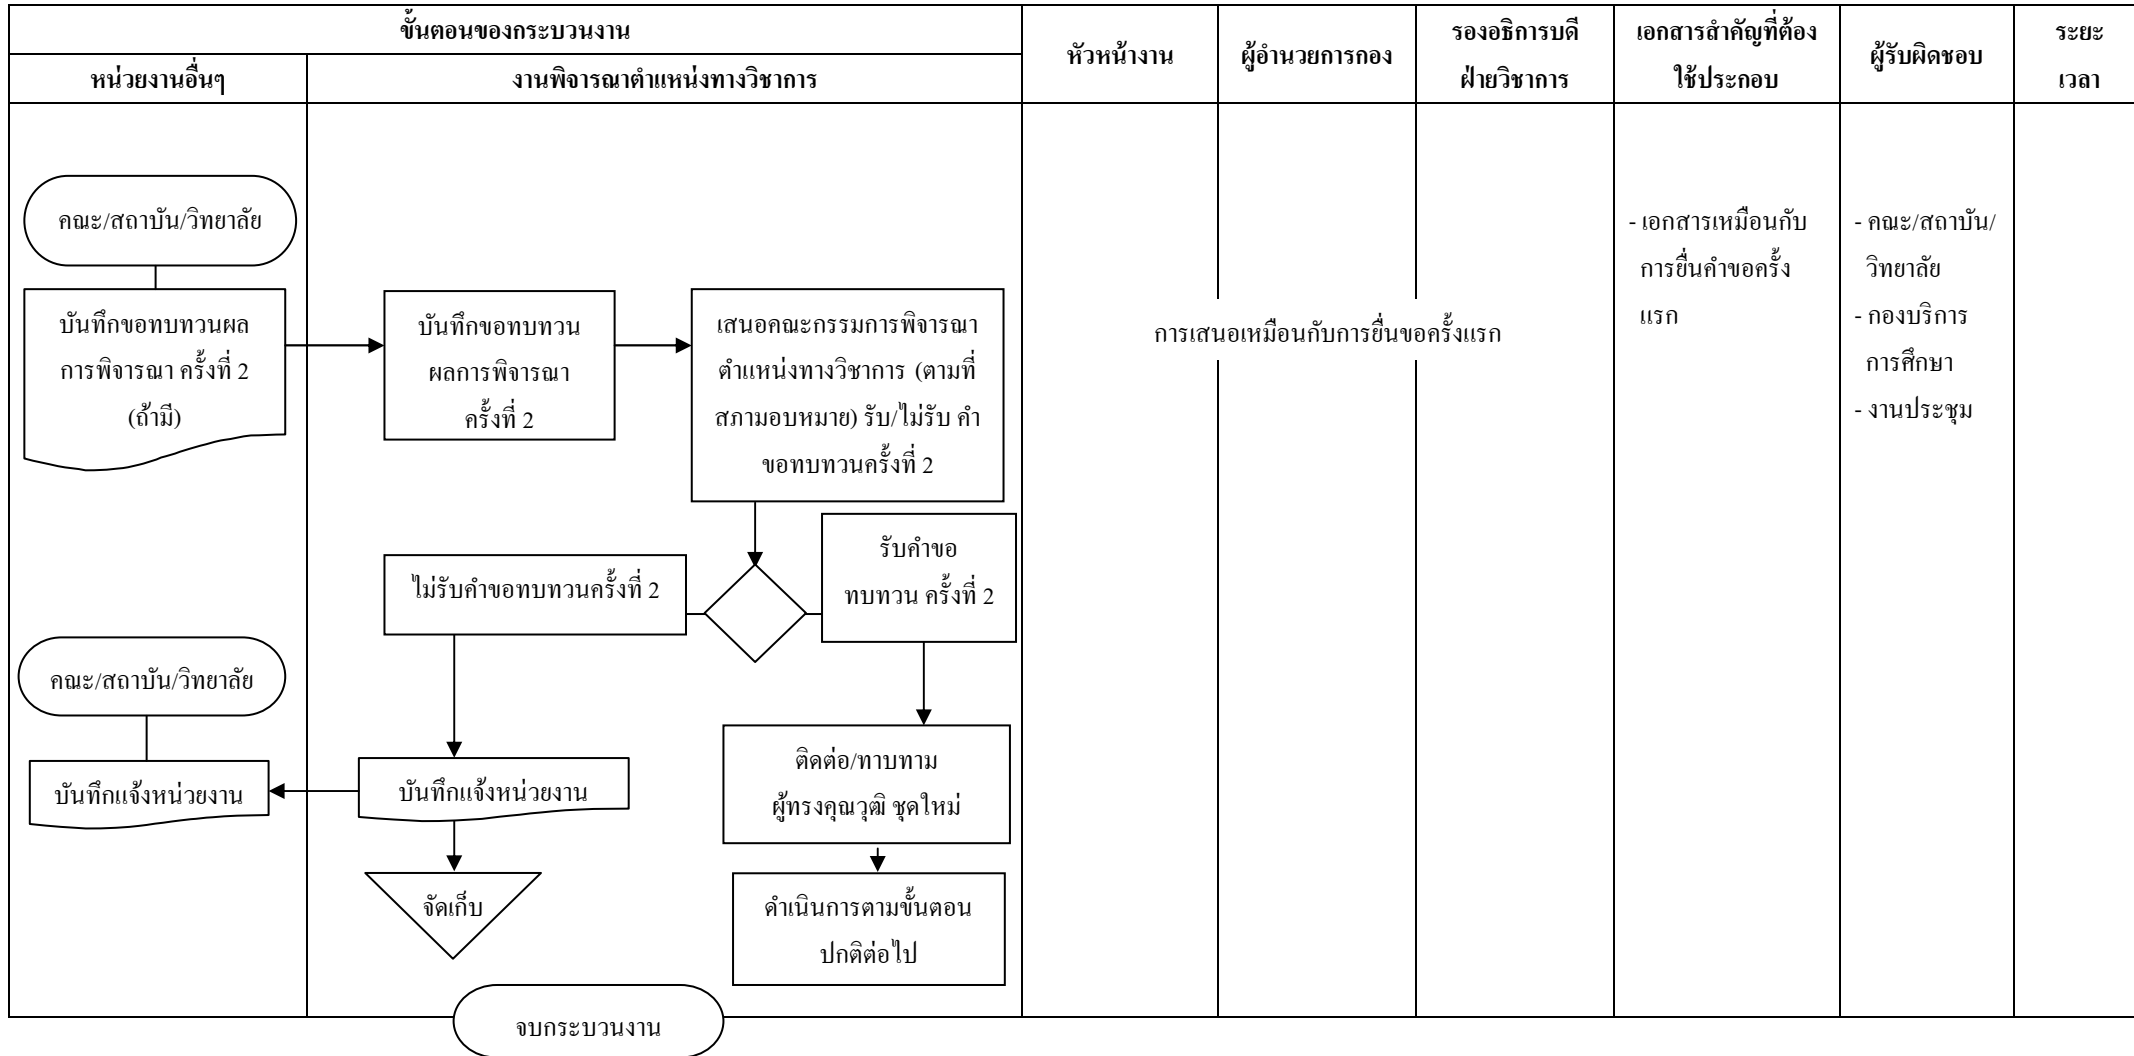 ขั้นตอนของกระบวนงาน
หน่วยงานอื่นๆ
งานพิจารณาตำแหน่งทางวิชาการ
หัวหน้างาน
ผู้อำนวยการกอง
รองอธิการบดี
ฝ่ายวิชาการ
เอกสารสำคัญที่ต้อง
ใช้ประกอบ
ผู้รับผิดชอบ
ระยะ
เวลา
คณะ/สถาบัน/วิทยาลัย
บันทึกขอทบทวนผล
การพิจารณา ครั้งที่ 2
(ถ้ามี)
บันทึกขอทบทวน
ผลการพิจารณา
ครั้งที่ 2
เสนอคณะกรรมการพิจารณา
ตำแหน่งทางวิชาการ (ตามที่
สภามอบหมาย) รับ/ไม่รับ คำ
ขอทบทวนครั้งที่ 2
การเสนอเหมือนกับการยื่นขอครั้งแรก
- เอกสารเหมือนกับ
การยื่นคำขอครั้ง
แรก
- คณะ/สถาบัน/
วิทยาลัย
- กองบริการ
การศึกษา
- งานประชุม
ไม่รับคำขอทบทวนครั้งที่ 2
รับคำขอ
ทบทวน ครั้งที่ 2
คณะ/สถาบัน/วิทยาลัย
บันทึกแจ้งหน่วยงาน
บันทึกแจ้งหน่วยงาน
ติดต่อ/ทาบทาม
ผู้ทรงคุณวุฒิ ชุดใหม่
จัดเก็บ
ดำเนินการตามขั้นตอน
ปกติต่อไป
จบกระบวนงาน